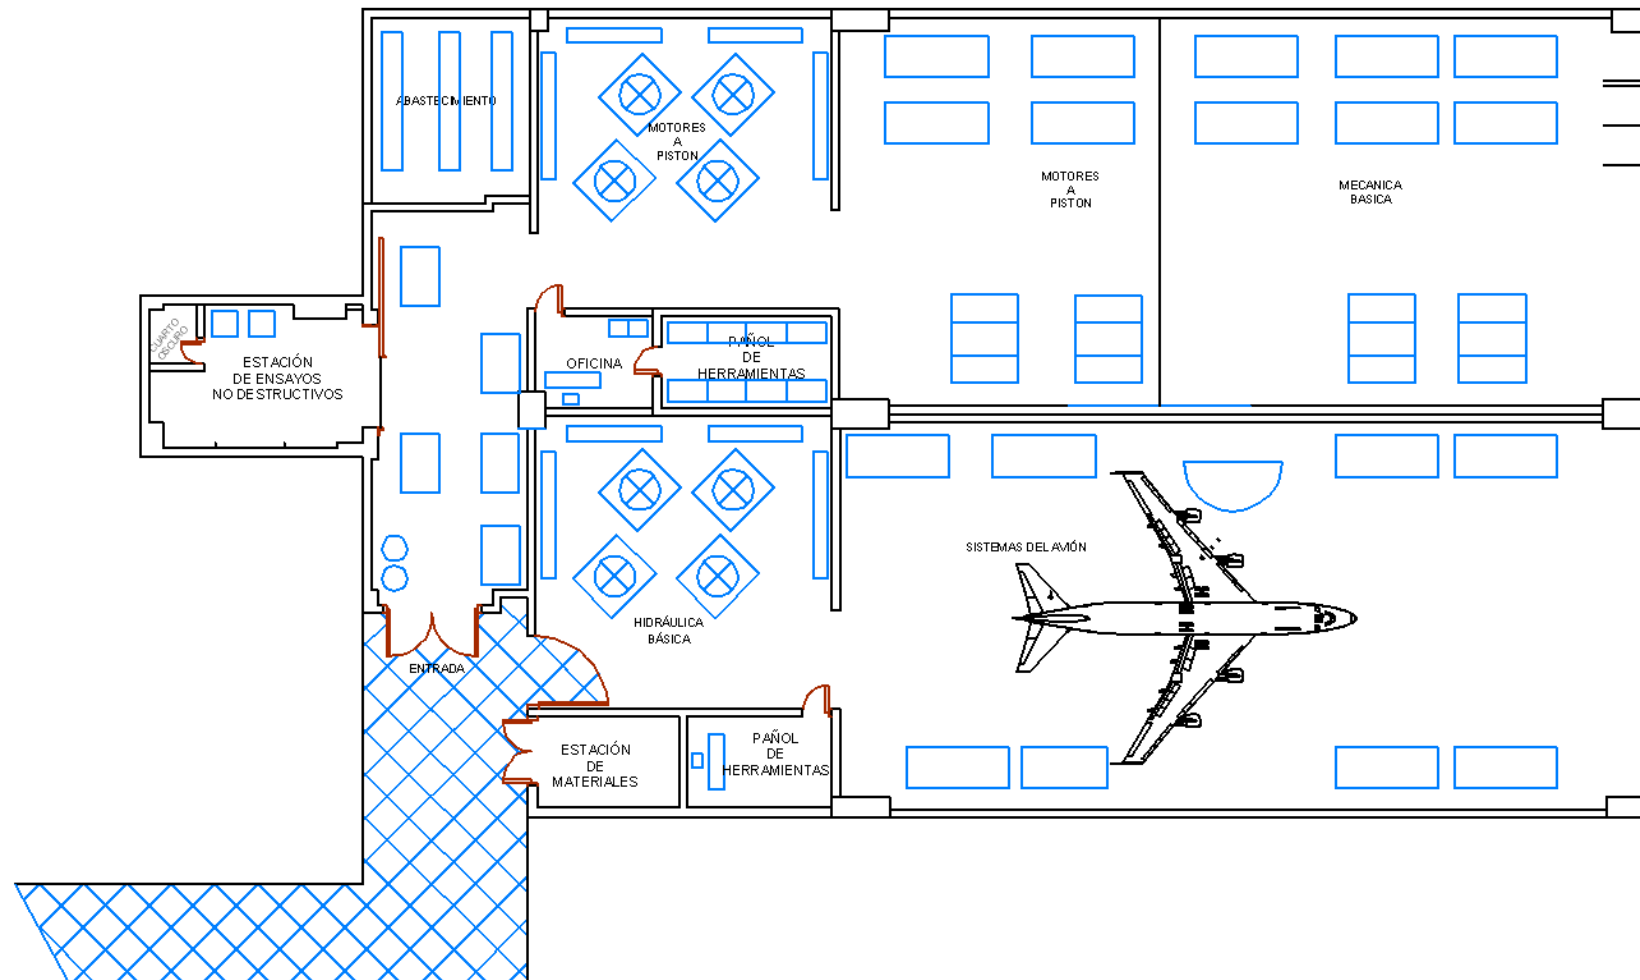 ABASTECIMIENTO
MOTORES
A
PISTON
MOTORES
A
PISTON
MECANICA
BASICA
CUARTO
OSCURO
ESTACIÓN
DE ENSAYOS
NO DESTRUCTIVOS
OFICINA
PAÑOL
DE
HERRAMIENTAS
SISTEMAS DEL AVIÓN
HIDRÁULICA
BÁSICA
ENTRADA
ESTACIÓN
DE
MATERIALES
PAÑOL
DE
HERRAMIENTAS